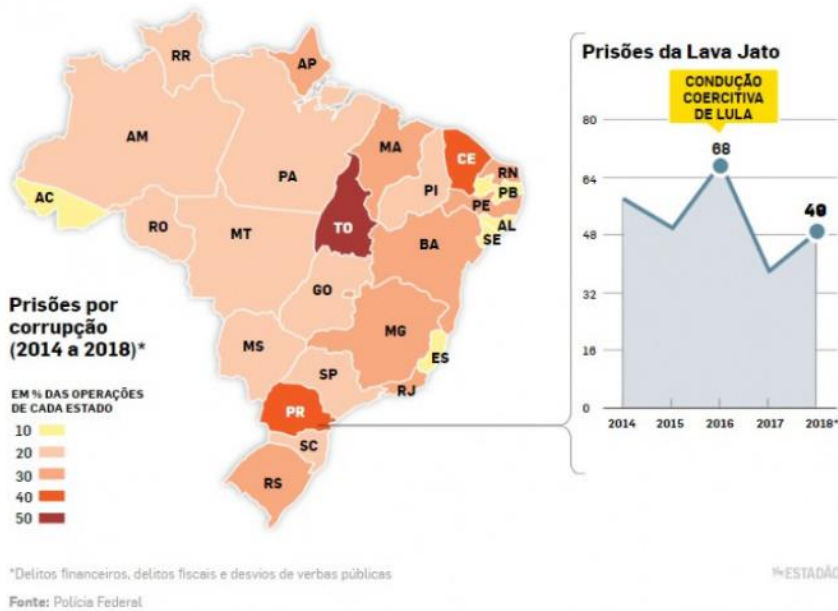 RR
AP
AM
PA
MA
CE
RN
PB
PI
PE
AL
SE
AC
RO
MT
TO
BA
GO
MG
ES
MS
SP
RJ
PR
SC
RS
Prisões por
corrupção
(2014 a 2018)*
EM % DAS OPERAÇÕES
DE CADA ESTADO
10
20
30
40
50
Prisões da Lava Jato
CONDUÇÃO
COERCITIVA
DE LULA
80
68
64
48
32
16
0
2014 2015 2016 2017 2018*
*Delitos financeiros, delitos fiscais e desvios de verbas públicas
ESTADÃO
Fonte: Polícia Federal